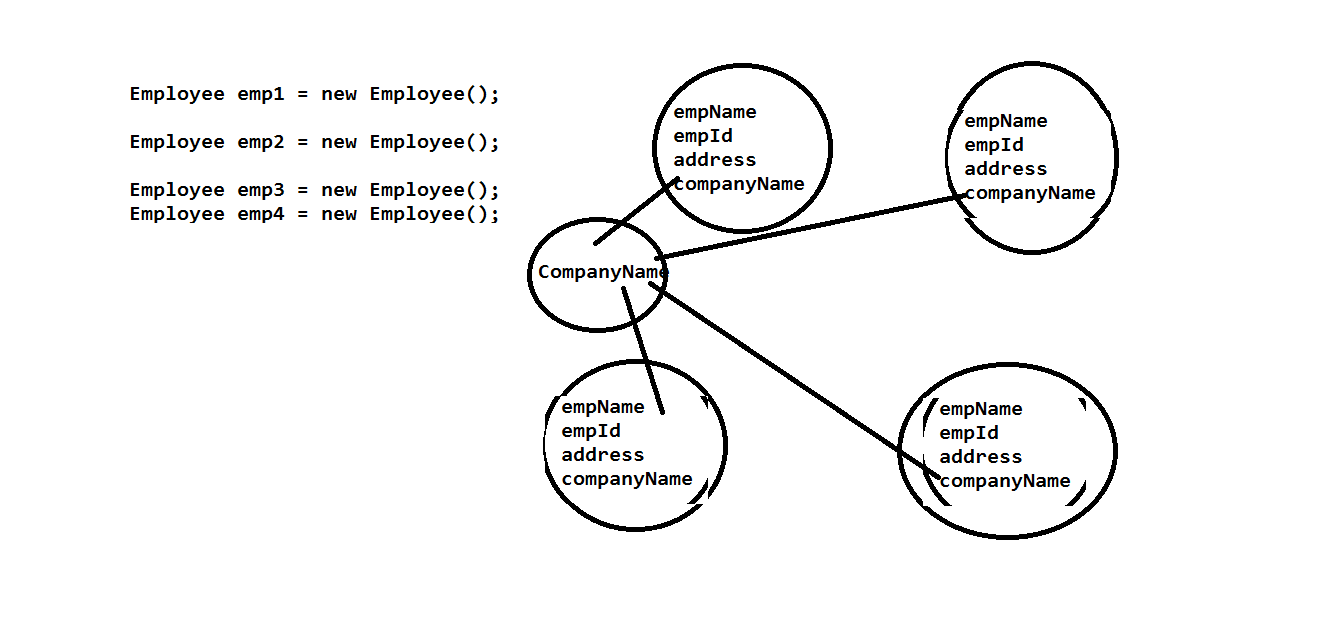 Employee emp1 = new Employee();
Employee emp2 = new Employee();
Employee emp3 = new Employee();
Employee emp4 = new Employee();
empName
empId
address
companyName
empName
empId
address
companyName
CompanyName
empName
empId
address
companyName
empName
empId
address
companyName